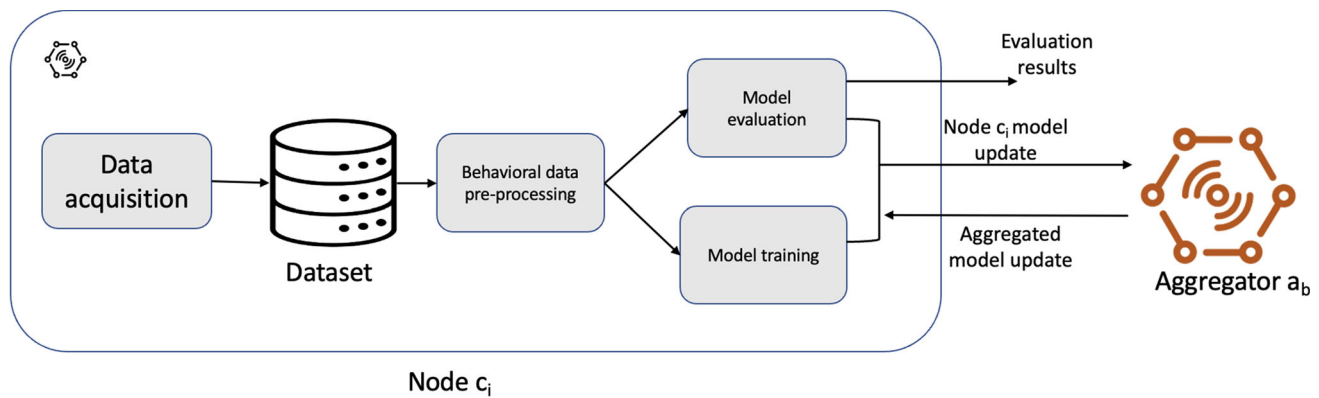 Data
acquisition
Dataset
Behavioral data
pre-processing
Model
evaluation
Model training
Evaluation
results
Node cᵢ model
update
Aggregated
model update
Aggregator a_b
Node cᵢ